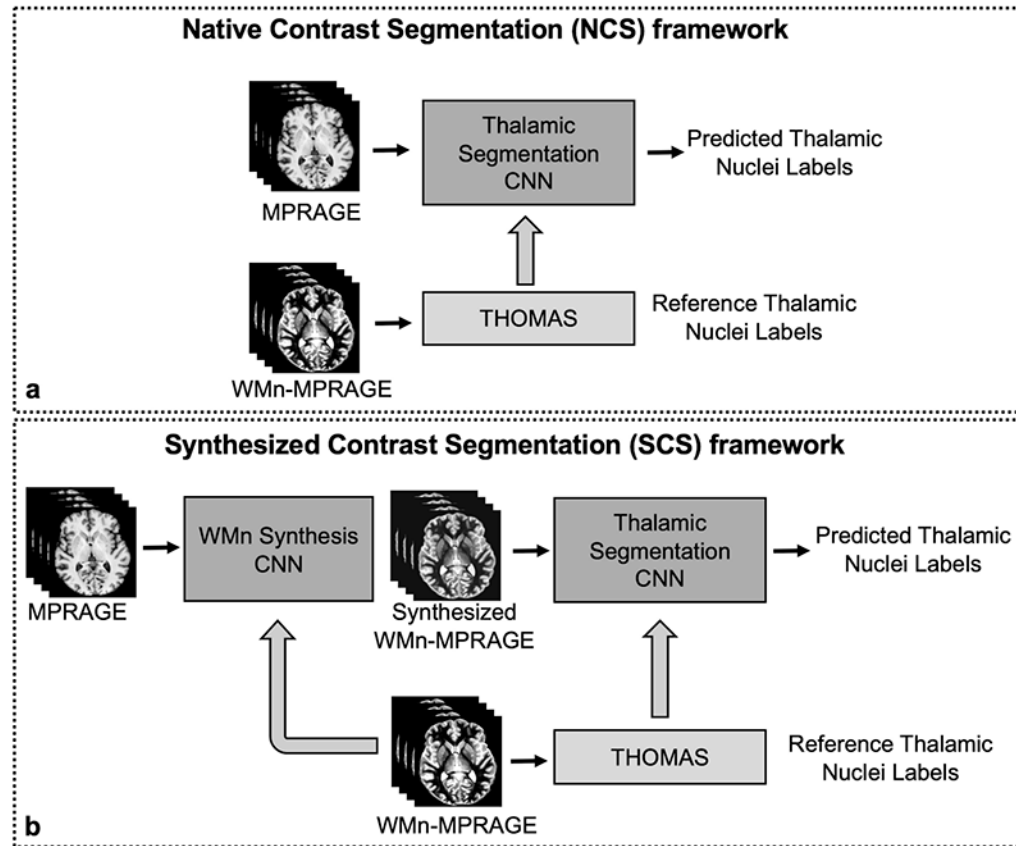 Native Contrast Segmentation (NCS) framework
MPRAGE
Thalamic
Segmentation
CNN
Predicted Thalamic
Nuclei Labels
WMn-MPRAGE
THOMAS
Reference Thalamic
Nuclei Labels
a
Synthesized Contrast Segmentation (SCS) framework
MPRAGE
WMn Synthesis
CNN
Synthesized
WMn-MPRAGE
Thalamic
Segmentation
CNN
Predicted Thalamic
Nuclei Labels
WMn-MPRAGE
THOMAS
Reference Thalamic
Nuclei Labels
b